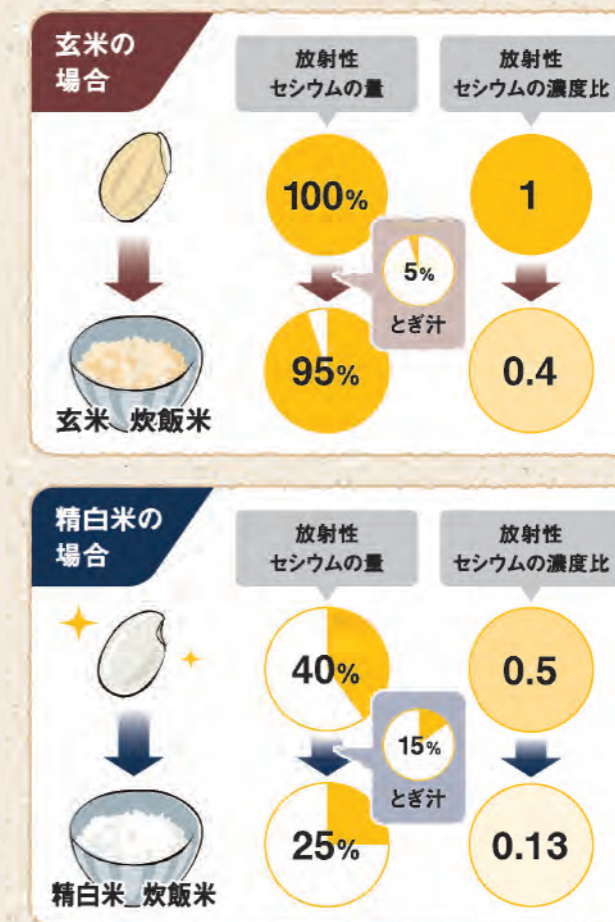 玄米の
場合
放射性
セシウムの量
放射性
セシウムの濃度比
100%
1
5%
とぎ汁
95%
0.4
玄米_炊飯米
精白米の
場合
放射性
セシウムの量
放射性
セシウムの濃度比
40%
0.5
15%
とぎ汁
25%
0.13
精白米_炊飯米